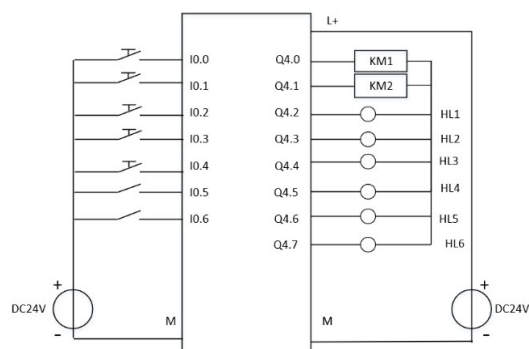 L+
I0.0
Q4.0
KM1
I0.1
Q4.1
KM2
I0.2
Q4.2
HL1
I0.3
Q4.3
HL2
I0.4
Q4.4
HL3
I0.5
Q4.5
HL4
I0.6
Q4.6
HL5
Q4.7
HL6
+
DC24V
-
M
M
+
DC24V
-